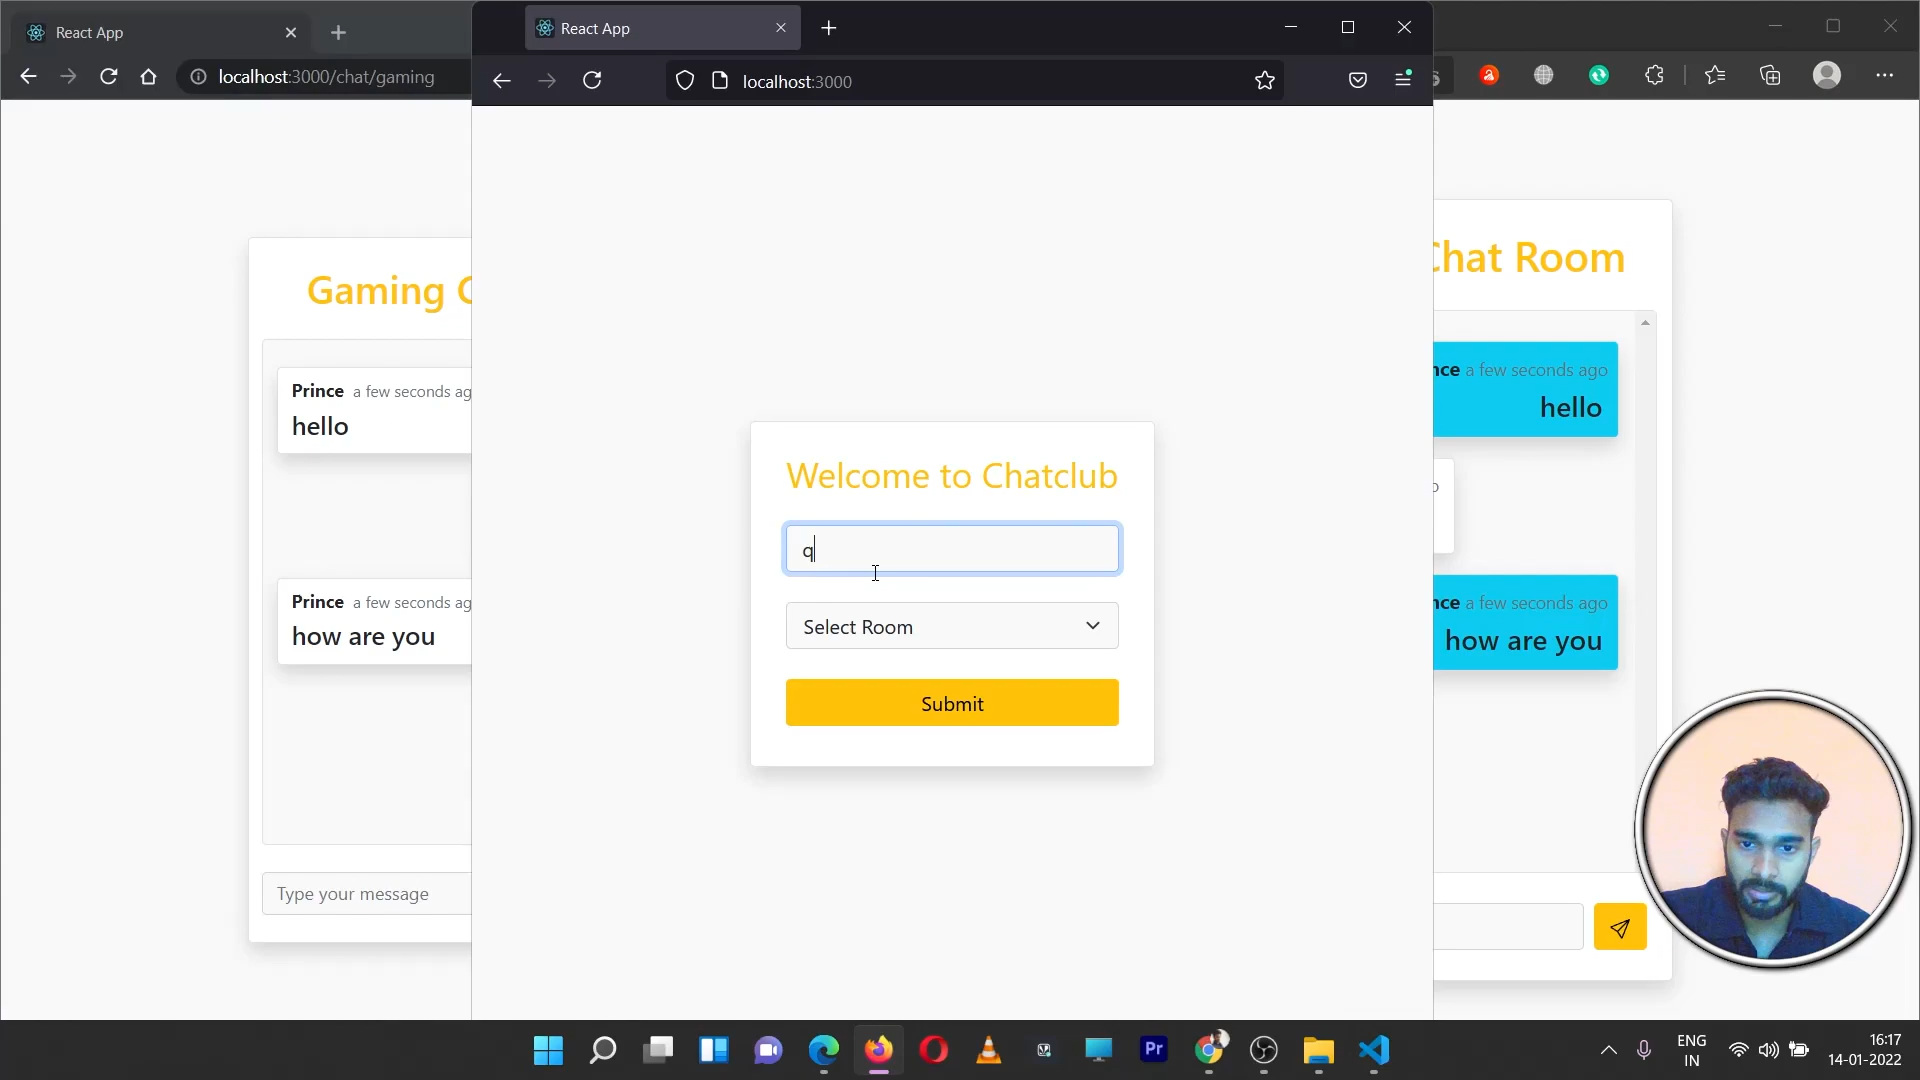 React App
localhost:3000/chat/gaming
React App
localhost:3000
Gaming
Prince a few seconds ag
hello
Prince a few seconds ag
how are you
Type your message
Welcome to Chatclub
q
Select Room
Submit
Chat Room
nce a few seconds ago
hello
o
nce a few seconds ago
how are you
Pr
ENG
IN
16:17
14-01-2022